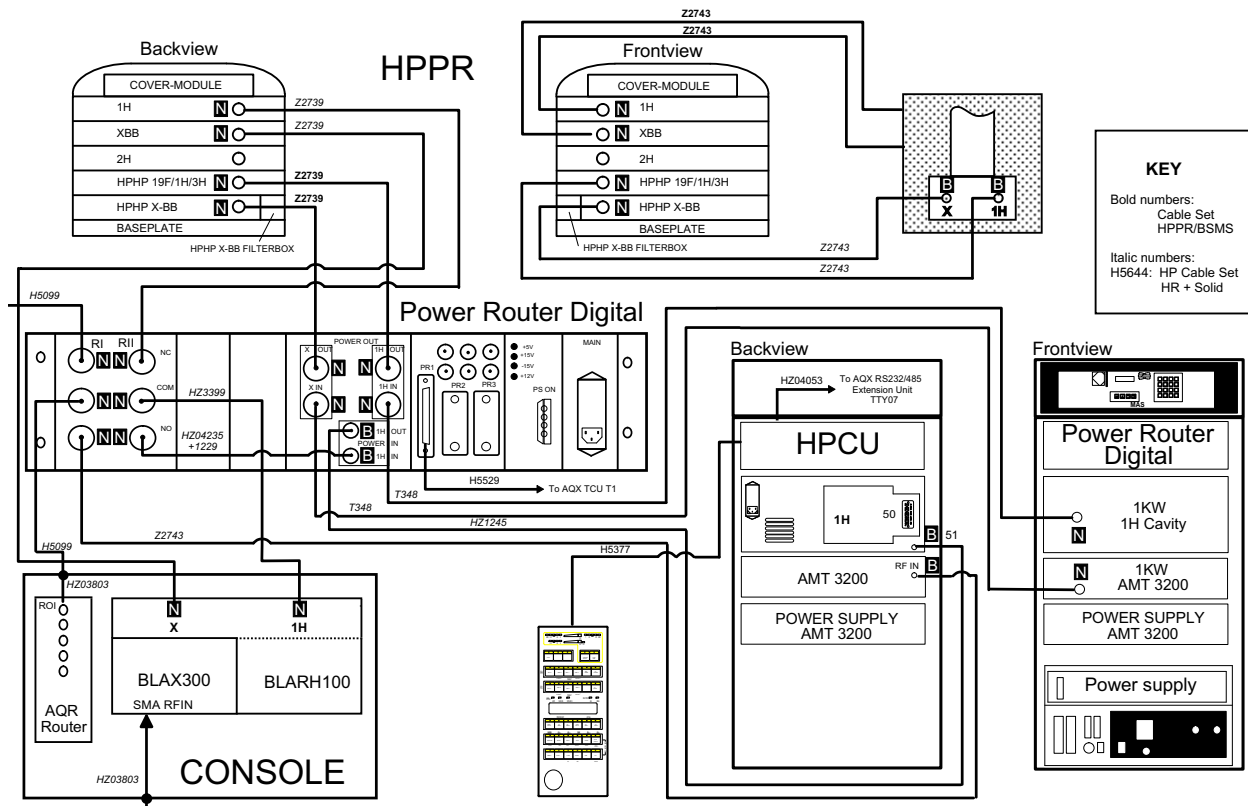 Z2743
Z2743
Backview
HPPR
Frontview
COVER-MODULE
1H N
Z2739
XBB N
Z2739
2H
HPHP 19F/1H/3H N
Z2739
HPHP X-BB N
Z2739
BASEPLATE
HPHP X-BB FILTERBOX
COVER-MODULE
N 1H
N XBB
2H
N HPHP 19F/1H/3H
N HPHP X-BB
BASEPLATE
HPHP X-BB FILTERBOX
Z2743
Z2743
B B
X 1H
KEY
Bold numbers:
Cable Set
HPPR/BSMS
Italic numbers:
H5644: HP Cable Set
HR + Solid
H5099
Power Router Digital
RI RII
N N NC
N N COM
N N NO
HZ3399
HZ04235
+1229
POWER OUT
X OUT 1H OUT
N N
X IN 1H IN
N N
B 1H OUT
POWER IN
B 1H IN
PR1
PR2 PR3
+5V
+15V
-15V
+12V
PS ON
MAIN
H5529
To AQX TCU T1
T348
T348
HZ1245
Z2743
H5099
HZ03803
H5377
Backview
HZ04053
To AQX RS232/485
Extension Unit
TTY07
HPCU
1H
50
B 51
AMT 3200
RF IN B
POWER SUPPLY
AMT 3200
Frontview
MAS
Power Router
Digital
1KW
1H Cavity
N
N
1KW
AMT 3200
POWER SUPPLY
AMT 3200
Power supply
ROI
AQR
Router
N
X
N
1H
BLAX300
SMA RFIN
BLARH100
HZ03803
CONSOLE